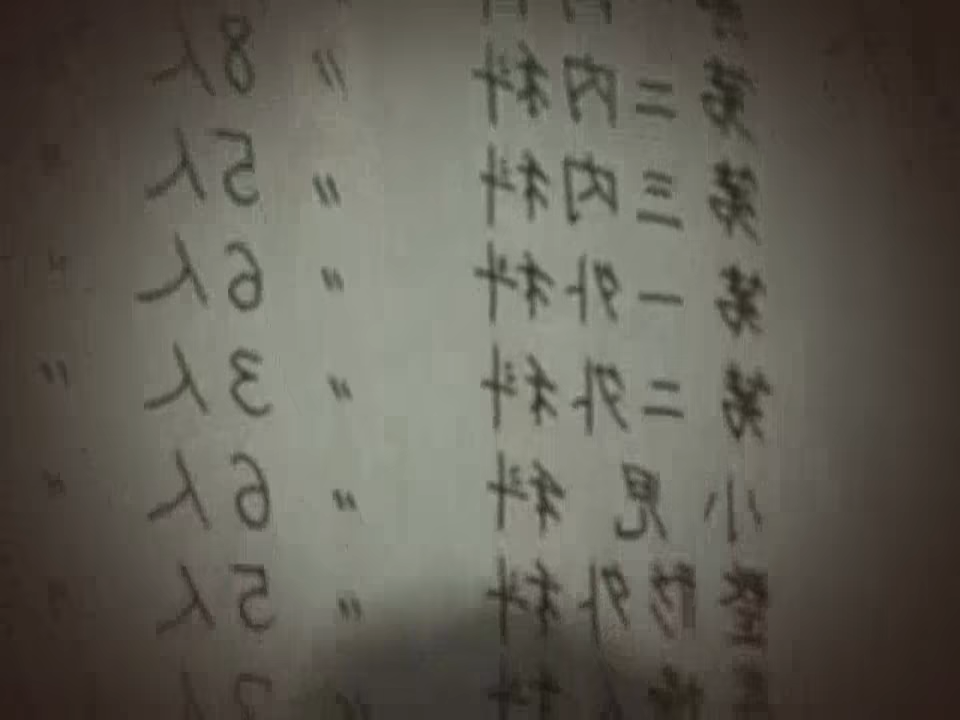 第二内科 〃 8人
第三内科 〃 5人
第一外科 〃 6人
第二外科 〃 3人
小児科 〃 6人
整形外科 〃 5人